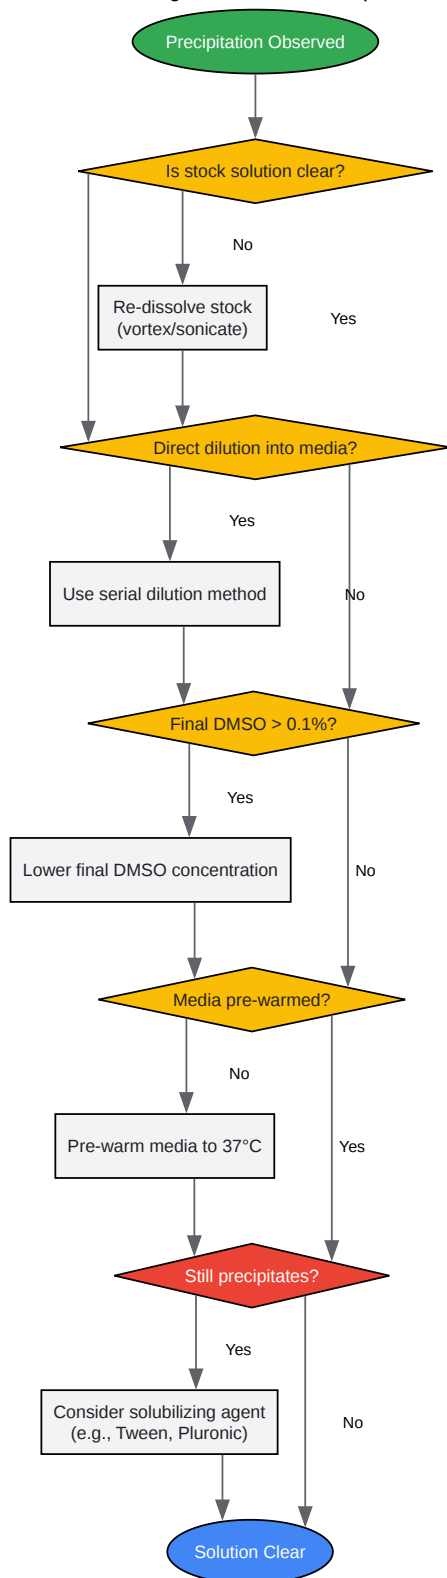 Precipitation Observed
Is stock solution clear?
No
Re-dissolve stock
(vortex/sonicate)
Yes
Direct dilution into media?
Yes
Use serial dilution method
No
Final DMSO > 0.1%?
Yes
Lower final DMSO concentration
No
Media pre-warmed?
No
Pre-warm media to 37°C
Yes
Still precipitates?
Yes
Consider solubilizing agent
(e.g., Tween, Pluronic)
No
Solution Clear